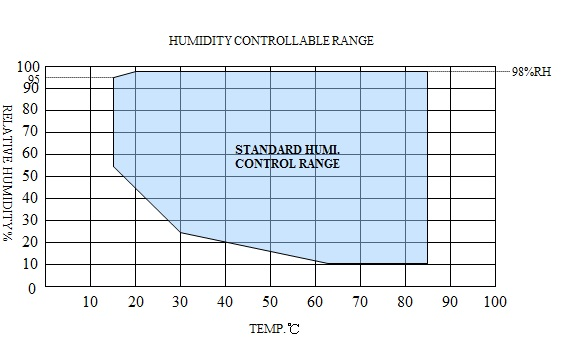 HUMIDITY CONTROLLABLE RANGE
100
95
90
80
70
60
50
40
30
20
10
0
98%RH
RELATIVE HUMIDITY %
STANDARD HUMI.
CONTROL RANGE
10 20 30 40 50 60 70 80 90 100
TEMP. ℃